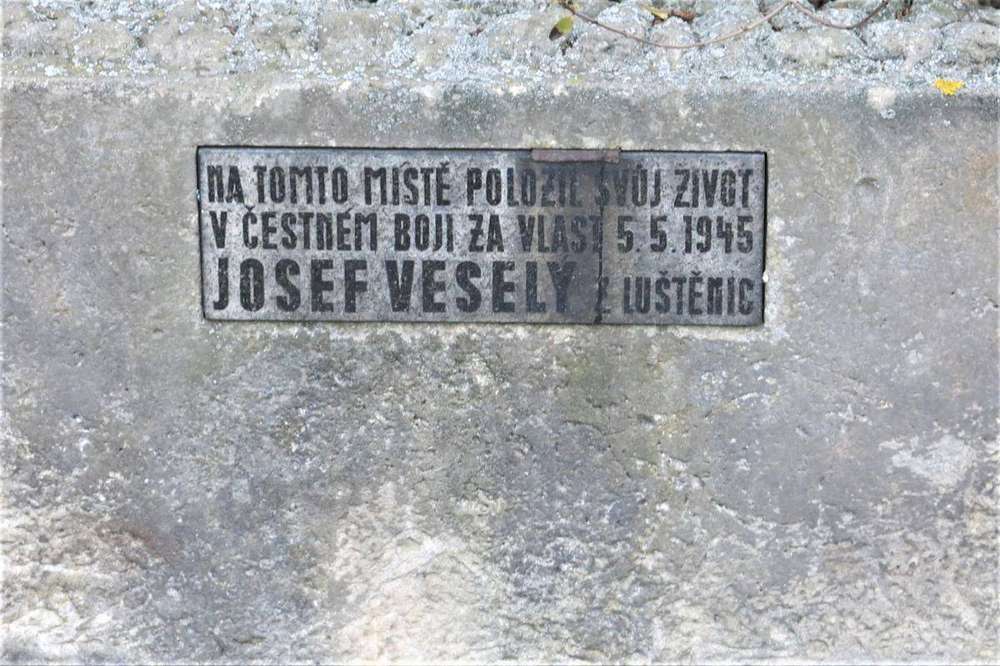 NA TOMTO MÍSTĚ POLOŽIL SVŮJ ŽIVOT
V ČESTNÉM BOJI ZA VLAST 5.5.1945
JOSEF VESELÝ Z LUŠTĚNIC